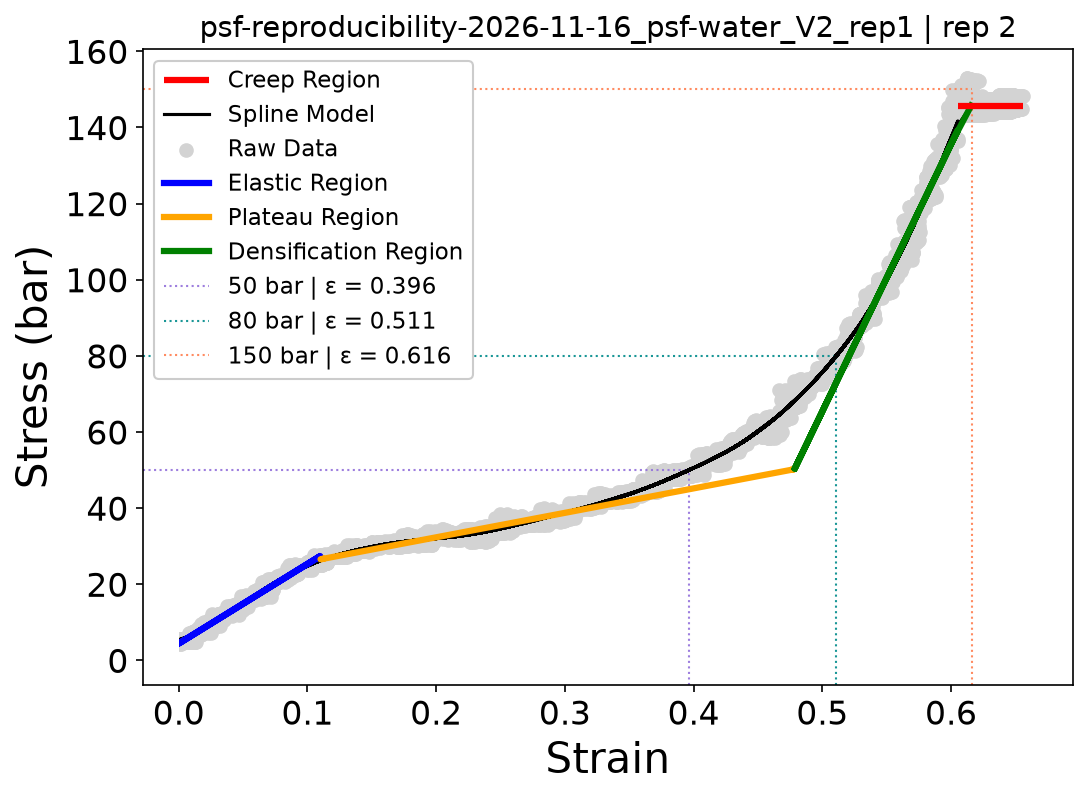 psf-reproducibility-2026-11-16_psf-water_V2_rep1 | rep 2
Stress (bar)
160
140
120
100
80
60
40
20
0
Creep Region
Spline Model
Raw Data
Elastic Region
Plateau Region
Densification Region
50 bar | ε = 0.396
80 bar | ε = 0.511
150 bar | ε = 0.616
0.0 0.1 0.2 0.3 0.4 0.5 0.6
Strain